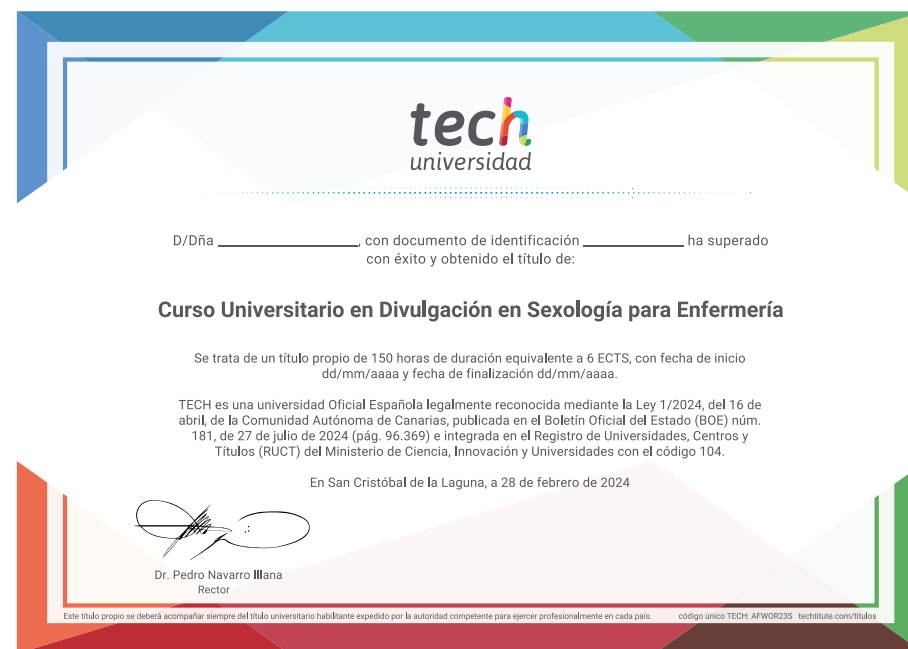 tech
universidad
D/Dña ____________________, con documento de identificación ______________ ha superado
con éxito y obtenido el título de:
Curso Universitario en Divulgación en Sexología para Enfermería
Se trata de un título propio de 150 horas de duración equivalente a 6 ECTS, con fecha de inicio
dd/mm/aaaa y fecha de finalización dd/mm/aaaa.
TECH es una universidad Oficial Española legalmente reconocida mediante la Ley 1/2024, del 16 de
abril, de la Comunidad Autónoma de Canarias, publicada en el Boletín Oficial del Estado (BOE) núm.
181, de 27 de julio de 2024 (pág. 96.369) e integrada en el Registro de Universidades, Centros y
Títulos (RUCT) del Ministerio de Ciencia, Innovación y Universidades con el código 104.
En San Cristóbal de la Laguna, a 28 de febrero de 2024
Dr. Pedro Navarro Illana
Rector
Este título propio se deberá acompañar siempre del título universitario habilitante expedido por la autoridad competente para ejercer profesionalmente en cada país. código único TECH: AFWOR23S techtitute.com/titulos